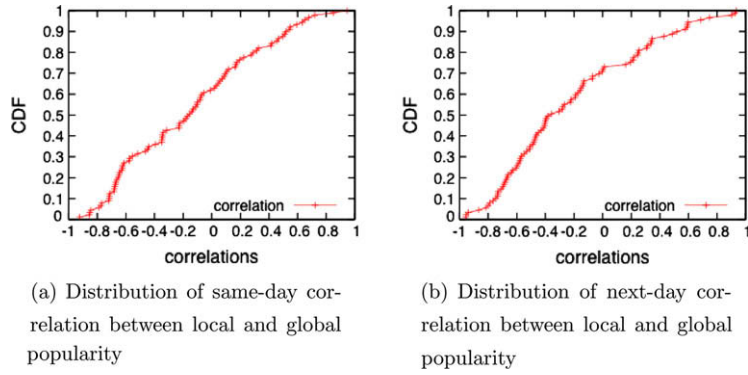 1
0.9
0.8
0.7
0.6
0.5
0.4
0.3
0.2
0.1
0
CDF
correlation
-1 -0.8 -0.6 -0.4 -0.2 0 0.2 0.4 0.6 0.8 1
correlations
(a) Distribution of same-day cor-
relation between local and global
popularity
1
0.9
0.8
0.7
0.6
0.5
0.4
0.3
0.2
0.1
0
CDF
correlation
-1 -0.8 -0.6 -0.4 -0.2 0 0.2 0.4 0.6 0.8 1
correlations
(b) Distribution of next-day cor-
relation between local and global
popularity